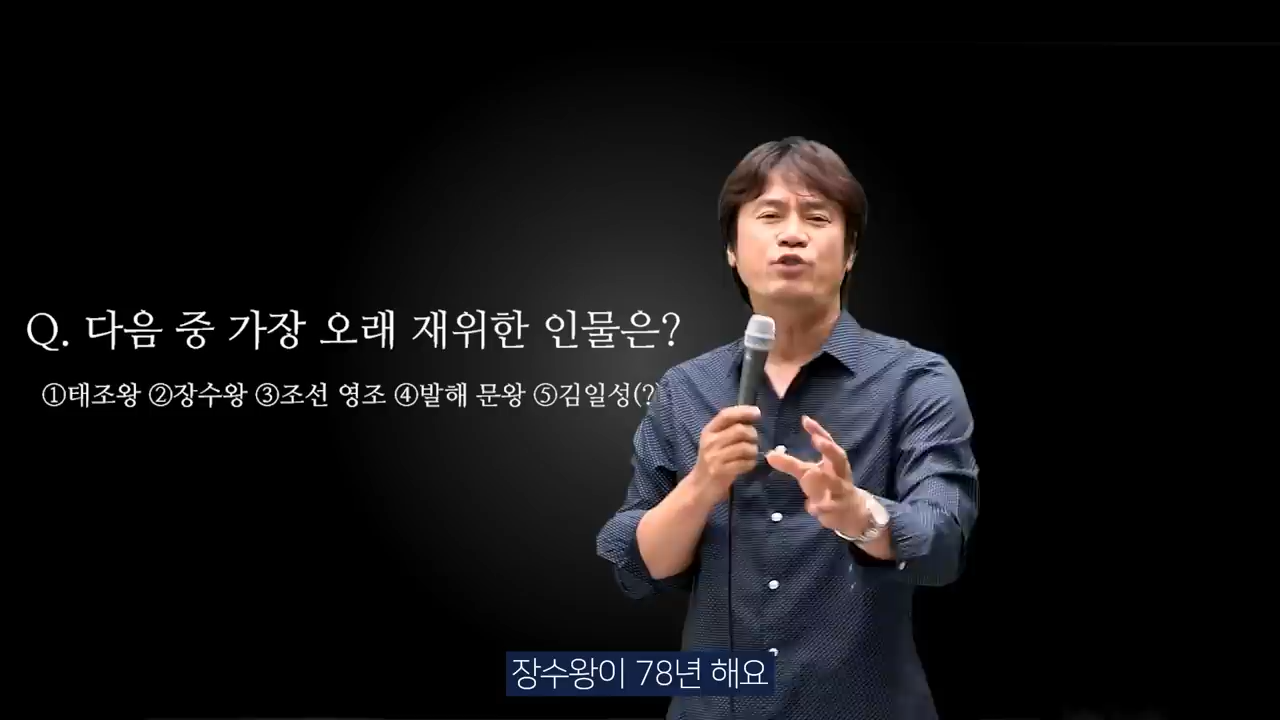 Q. 다음 중 가장 오래 재위한 인물은?
①태조왕 ②장수왕 ③조선 영조 ④발해 문왕 ⑤김일성(?)
장수왕이 78년 해요